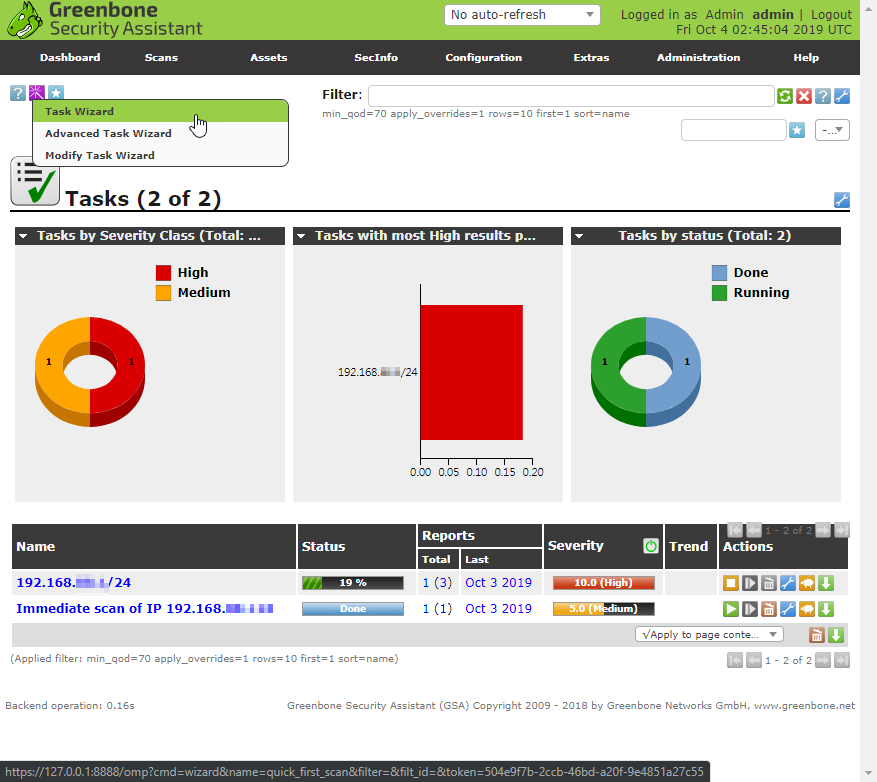 Greenbone
Security Assistant
No auto-refresh
Logged in as Admin admin | Logout
Fri Oct 4 02:45:04 2019 UTC
Dashboard Scans Assets SecInfo Configuration Extras Administration Help
Filter:
min_qod=70 apply_overrides=1 rows=10 first=1 sort=name
Task Wizard
Advanced Task Wizard
Modify Task Wizard
-...
Tasks (2 of 2)
Tasks by Severity Class (Total: ...
High
Medium
1 1
Tasks with most High results p...
192.168. /24
0.00 0.05 0.10 0.15 0.20
Tasks by status (Total: 2)
Done
Running
1 1
1 - 2 of 2
Name Status Reports Severity Trend Actions
Total Last
192.168. /24 19 % 1 (3) Oct 3 2019 10.0 (High)
Immediate scan of IP 192.168. Done 1 (1) Oct 3 2019 5.0 (Medium)
√Apply to page conte...
(Applied filter: min_qod=70 apply_overrides=1 rows=10 first=1 sort=name)
1 - 2 of 2
Backend operation: 0.16s
Greenbone Security Assistant (GSA) Copyright 2009 - 2018 by Greenbone Networks GmbH, www.greenbone.net
https://127.0.0.1:8888/omp?cmd=wizard&name=quick_first_scan&filter=&filt_id=&token=504e9f7b-2ccb-46bd-a20f-9e4851a27c55